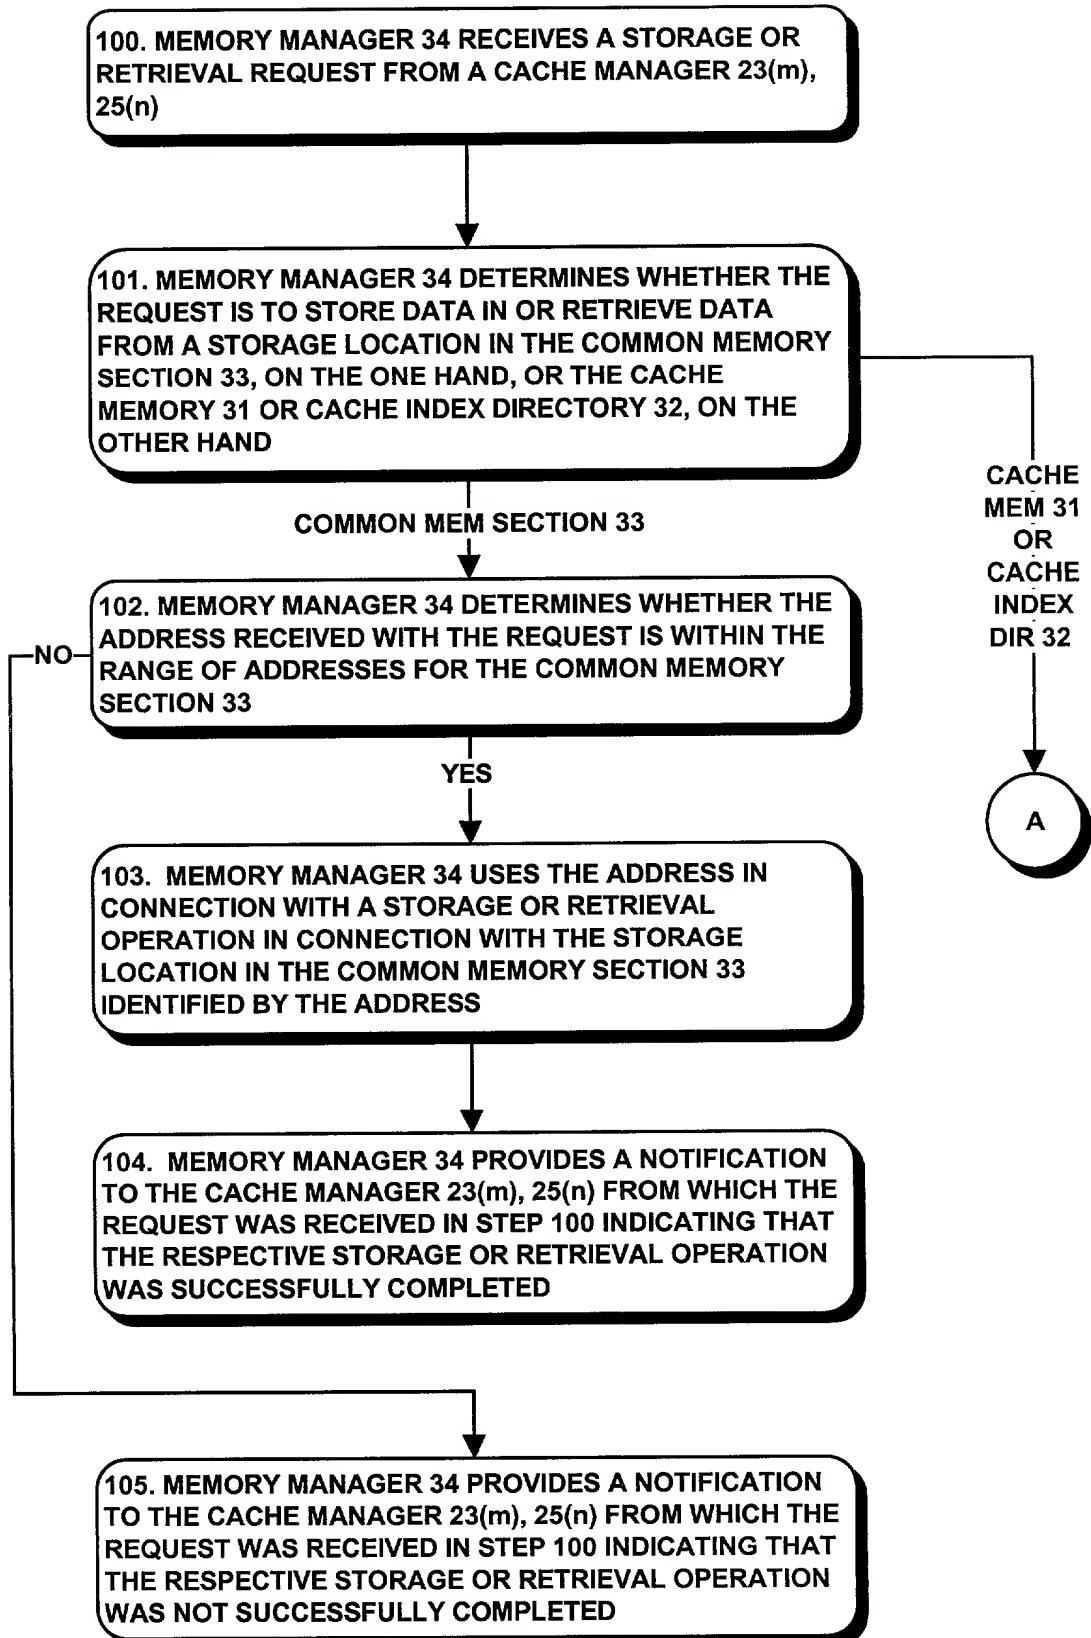 100. MEMORY MANAGER 34 RECEIVES A STORAGE OR
RETRIEVAL REQUEST FROM A CACHE MANAGER 23(m),
25(n)
101. MEMORY MANAGER 34 DETERMINES WHETHER THE
REQUEST IS TO STORE DATA IN OR RETRIEVE DATA
FROM A STORAGE LOCATION IN THE COMMON MEMORY
SECTION 33, ON THE ONE HAND, OR THE CACHE
MEMORY 31 OR CACHE INDEX DIRECTORY 32, ON THE
OTHER HAND
CACHE
MEM 31
OR
CACHE
INDEX
DIR 32
COMMON MEM SECTION 33
102. MEMORY MANAGER 34 DETERMINES WHETHER THE
ADDRESS RECEIVED WITH THE REQUEST IS WITHIN THE
RANGE OF ADDRESSES FOR THE COMMON MEMORY
SECTION 33
NO
YES
A
103. MEMORY MANAGER 34 USES THE ADDRESS IN
CONNECTION WITH A STORAGE OR RETRIEVAL
OPERATION IN CONNECTION WITH THE STORAGE
LOCATION IN THE COMMON MEMORY SECTION 33
IDENTIFIED BY THE ADDRESS
104. MEMORY MANAGER 34 PROVIDES A NOTIFICATION
TO THE CACHE MANAGER 23(m), 25(n) FROM WHICH THE
REQUEST WAS RECEIVED IN STEP 100 INDICATING THAT
THE RESPECTIVE STORAGE OR RETRIEVAL OPERATION
WAS SUCCESSFULLY COMPLETED
105. MEMORY MANAGER 34 PROVIDES A NOTIFICATION
TO THE CACHE MANAGER 23(m), 25(n) FROM WHICH THE
REQUEST WAS RECEIVED IN STEP 100 INDICATING THAT
THE RESPECTIVE STORAGE OR RETRIEVAL OPERATION
WAS NOT SUCCESSFULLY COMPLETED